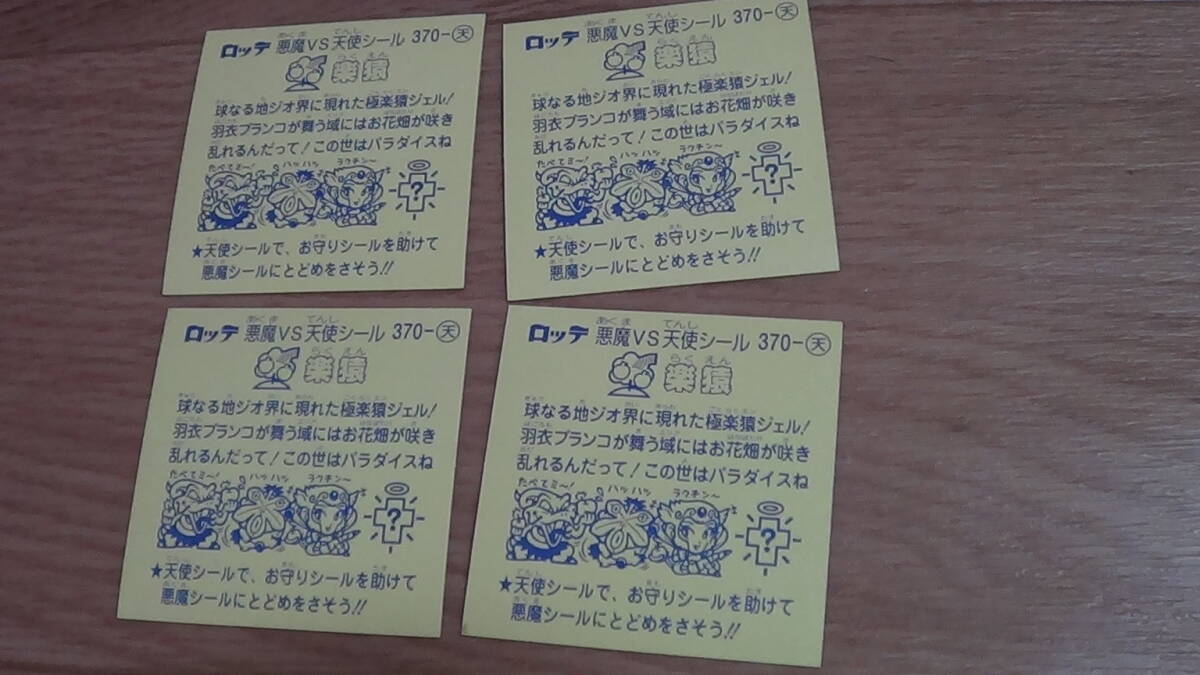 ロッテ 悪魔VS天使シール 370-天
楽猿
球なる地ジオ界に現れた極楽猿ジェル!
羽衣ブランコが舞う域にはお花畑が咲き
乱れるんだって!この世はパラダイスね
たべてミ〜! ハッハッ ラクチン〜
?
★天使シールで、お守りシールを助けて
悪魔シールにとどめをさそう!!
ロッテ 悪魔VS天使シール 370-天
楽猿
球なる地ジオ界に現れた極楽猿ジェル!
羽衣ブランコが舞う域にはお花畑が咲き
乱れるんだって!この世はパラダイスね
たべてミ〜! ハッハッ ラクチン〜
?
★天使シールで、お守りシールを助けて
悪魔シールにとどめをさそう!!
ロッテ 悪魔VS天使シール 370-天
楽猿
球なる地ジオ界に現れた極楽猿ジェル!
羽衣ブランコが舞う域にはお花畑が咲き
乱れるんだって!この世はパラダイスね
たべてミ〜! ハッハッ ラクチン〜
?
★天使シールで、お守りシールを助けて
悪魔シールにとどめをさそう!!
ロッテ 悪魔VS天使シール 370-天
楽猿
球なる地ジオ界に現れた極楽猿ジェル!
羽衣ブランコが舞う域にはお花畑が咲き
乱れるんだって!この世はパラダイスね
たべてミ〜! ハッハッ ラクチン〜
?
★天使シールで、お守りシールを助けて
悪魔シールにとどめをさそう!!